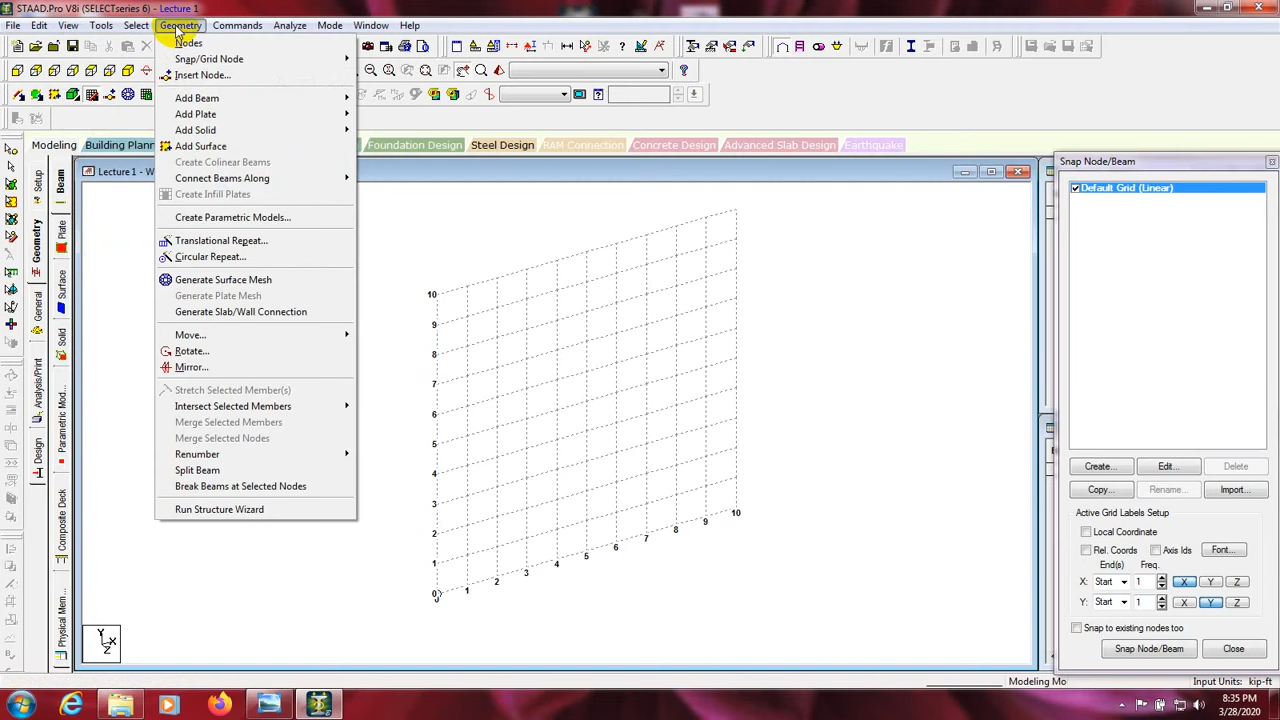 STAAD.Pro V8i (SELECTseries 6) - Lecture 1
File Edit View Tools Select Geometry Commands Analyze Mode Window Help
Nodes
Snap/Grid Node
Insert Node...
Add Beam
Add Plate
Add Solid
Add Surface
Create Colinear Beams
Connect Beams Along
Create Infill Plates
Create Parametric Models...
Translational Repeat...
Circular Repeat...
Generate Surface Mesh
Generate Plate Mesh
Generate Slab/Wall Connection
Move...
Rotate...
Mirror...
Stretch Selected Member(s)
Intersect Selected Members
Merge Selected Members
Merge Selected Nodes
Renumber
Split Beam
Break Beams at Selected Nodes
Run Structure Wizard
Modeling Building Plann Foundation Design Steel Design RAM Connection Concrete Design Advanced Slab Design Earthquake
Setup
Geometry
General
Analysis/Print
Design
Beam
Plate
Surface
Solid
Parametric Mod...
Composite Deck
Physical Mem...
Lecture 1 - W
10
9
8
7
6
5
4
3
2
1
0
1 2 3 4 5 6 7 8 9 10
Y X Z
Snap Node/Beam
Default Grid (Linear)
Create... Edit... Delete
Copy... Rename... Import...
Active Grid Labels Setup
Local Coordinate
Rel. Coords Axis Ids Font...
End(s) Freq.
X: Start 1 X Y Z
Y: Start 1 X Y Z
Snap to existing nodes too
Snap Node/Beam Close
Modeling Mo Input Units: kip-ft
8:35 PM
3/28/2020